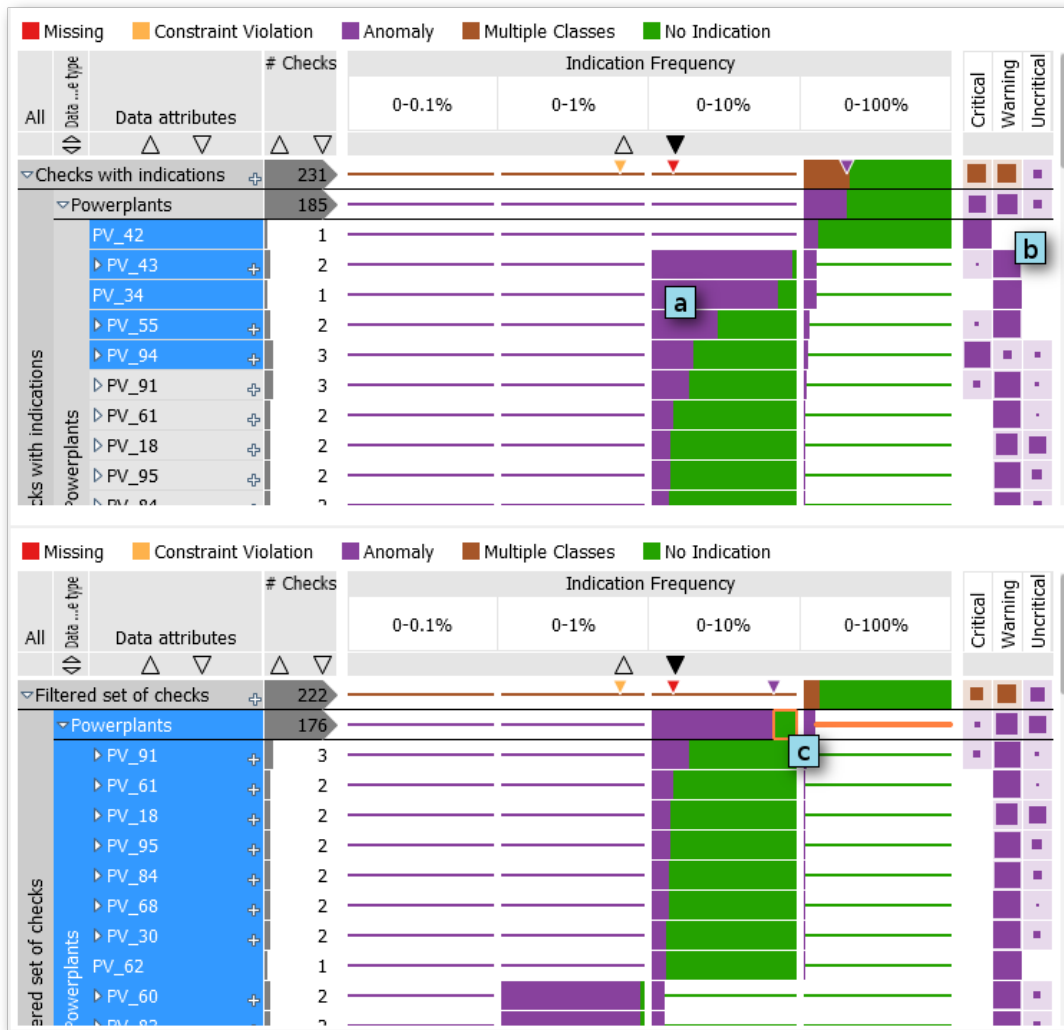 Missing Constraint Violation Anomaly Multiple Classes No Indication
All Data ...e type Data attributes # Checks Indication Frequency Critical Warning Uncritical
0-0.1% 0-1% 0-10% 0-100%
Checks with indications 231
Powerplants 185
PV_42 1
b
PV_43 2
PV_34 1
a
PV_55 2
PV_94 3
PV_91 3
PV_61 2
PV_18 2
PV_95 2
PV_84 2
cks with indications
Powerplants
Missing Constraint Violation Anomaly Multiple Classes No Indication
All Data ...e type Data attributes # Checks Indication Frequency Critical Warning Uncritical
0-0.1% 0-1% 0-10% 0-100%
Filtered set of checks 222
Powerplants 176
c
PV_91 3
PV_61 2
PV_18 2
PV_95 2
PV_84 2
PV_68 2
PV_30 2
PV_62 1
PV_60 2
ered set of checks
Powerplants